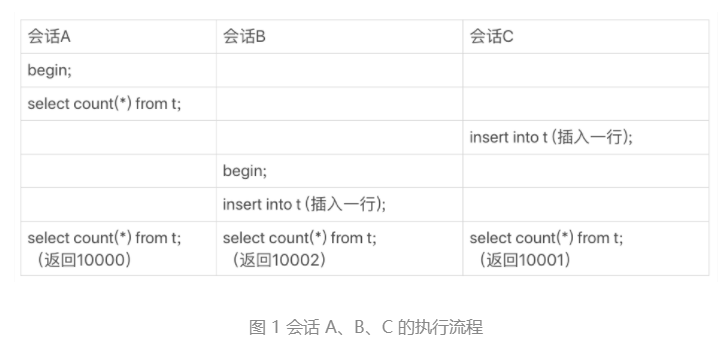 会话A 会话B 会话C
begin;
select count(*) from t;
insert into t (插入一行);
begin;
insert into t (插入一行);
select count(*) from t; select count(*) from t; select count(*) from t;
（返回10000） （返回10002） （返回10001）
图 1 会话 A、B、C 的执行流程